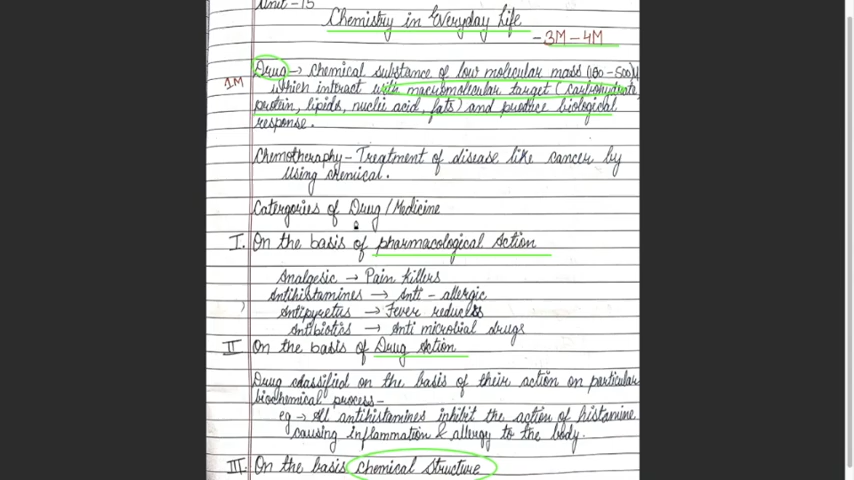 Unit - 15
Chemistry in Everyday Life
- 3M - 4M
Drug → Chemical substance of low molecular mass (100 - 500)
1M
which interact with macromolecular target (carbohydrate,
protein, lipids, nuclei acid, fats) and produce biological
response.
Chemotheraphy - Treatment of disease like cancer by
using chemical.
Catergories of Drug / Medicine
I. On the basis of pharmacological Action
Analgesic → Pain killers
Antihistamines → Anti - allergic
Antipyretus → Fever reducers
Antibiotics → Anti microbial drugs
II On the basis of Drug Action
Drug classified on the basis of their action on particular
biochemical process -
eg → All antihistamines inhibit the action of histamine
causing inflammation & allergy to the body.
III. On the basis Chemical Structure